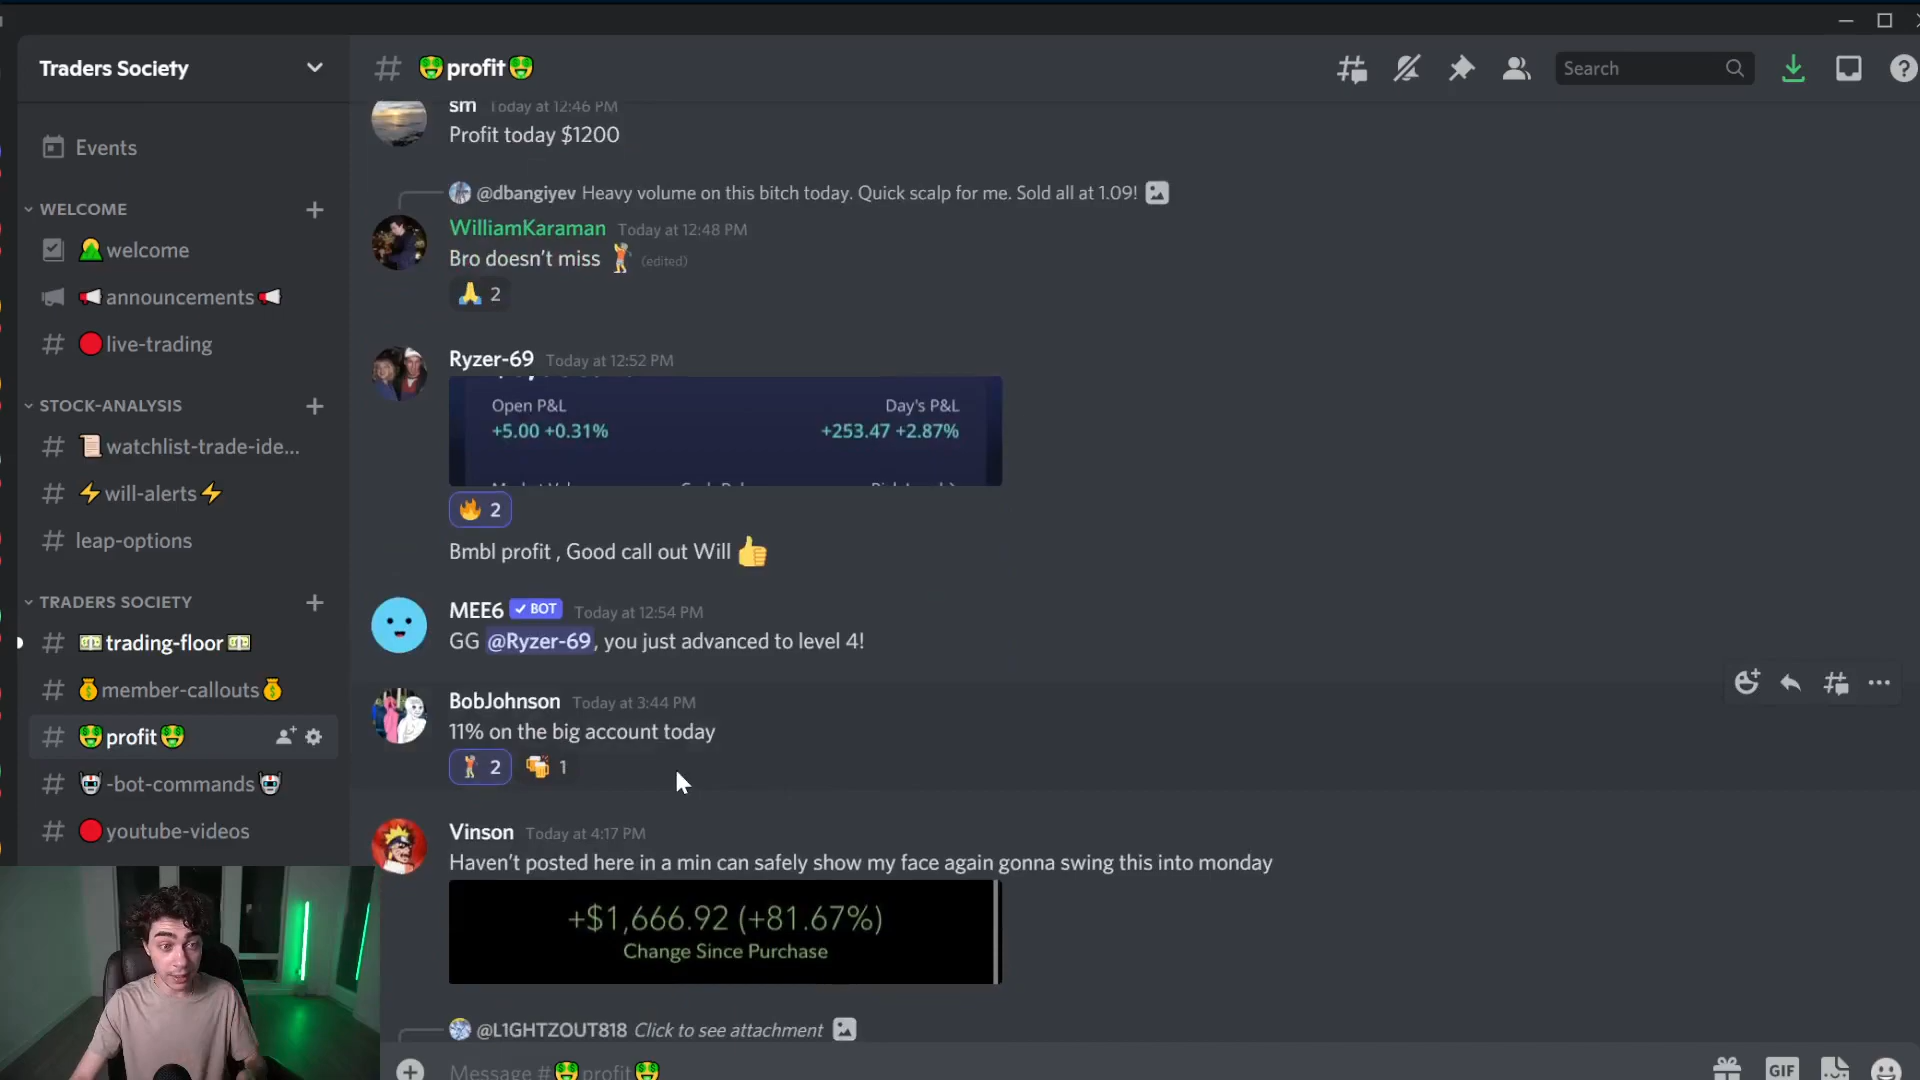 Traders Society
Events
WELCOME
welcome
announcements
live-trading
STOCK-ANALYSIS
watchlist-trade-ide...
will-alerts
leap-options
TRADERS SOCIETY
trading-floor
member-callouts
profit
-bot-commands
youtube-videos
profit
Search
sm Today at 12:46 PM
Profit today $1200
@dbangiyev Heavy volume on this bitch today. Quick scalp for me. Sold all at 1.09!
WilliamKaraman Today at 12:48 PM
Bro doesn't miss (edited)
2
Ryzer-69 Today at 12:52 PM
Open P&L Day's P&L
+5.00 +0.31% +253.47 +2.87%
2
Bmbl profit , Good call out Will
MEE6 BOT Today at 12:54 PM
GG @Ryzer-69, you just advanced to level 4!
BobJohnson Today at 3:44 PM
11% on the big account today
2 1
Vinson Today at 4:17 PM
Haven't posted here in a min can safely show my face again gonna swing this into monday
+$1,666.92 (+81.67%)
Change Since Purchase
@L1GHTZOUT818 Click to see attachment
Message # profit
GIF